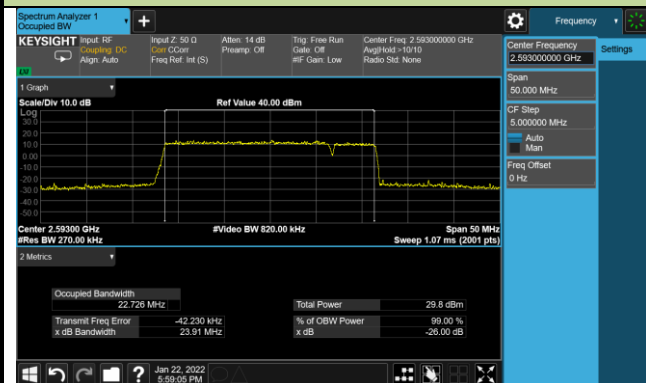 Spectrum Analyzer 1
Occupied BW
+
Frequency
KEYSIGHT
Input: RF
Coupling: DC
Align: Auto
Input Z: 50 Ω
Corr CCorr
Freq Ref: Int (S)
Atten: 14 dB
Preamp: Off
Trig: Free Run
Gate: Off
#IF Gain: Low
Center Freq: 2.593000000 GHz
Avg|Hold:>10/10
Radio Std: None
Center Frequency
2.593000000 GHz
Settings
Span
50.000 MHz
CF Step
5.000000 MHz
Auto
Man
Freq Offset
0 Hz
1 Graph
Scale/Div 10.0 dB
Ref Value 40.00 dBm
Log
30.0
20.0
10.0
0.00
-10.0
-20.0
-30.0
-40.0
-50.0
Center 2.59300 GHz
#Video BW 820.00 kHz
Span 50 MHz
#Res BW 270.00 kHz
Sweep 1.07 ms (2001 pts)
2 Metrics
Occupied Bandwidth
22.726 MHz
Total Power
29.8 dBm
Transmit Freq Error
-42.230 kHz
% of OBW Power
99.00 %
x dB Bandwidth
23.91 MHz
x dB
-26.00 dB
?
Jan 22, 2022
5:59:05 PM